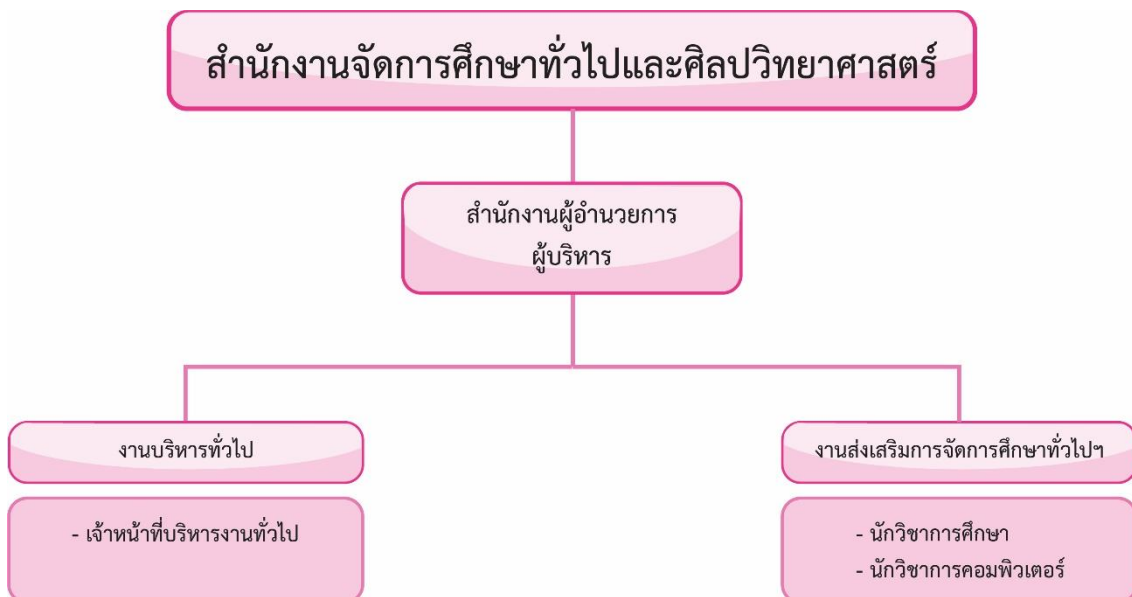 สำนักงานจัดการศึกษาทั่วไปและศิลปวิทยาศาสตร์
สำนักงานผู้อำนวยการ
ผู้บริหาร
งานบริหารทั่วไป
- เจ้าหน้าที่บริหารงานทั่วไป
งานส่งเสริมการจัดการศึกษาทั่วไปฯ
- นักวิชาการศึกษา
- นักวิชาการคอมพิวเตอร์